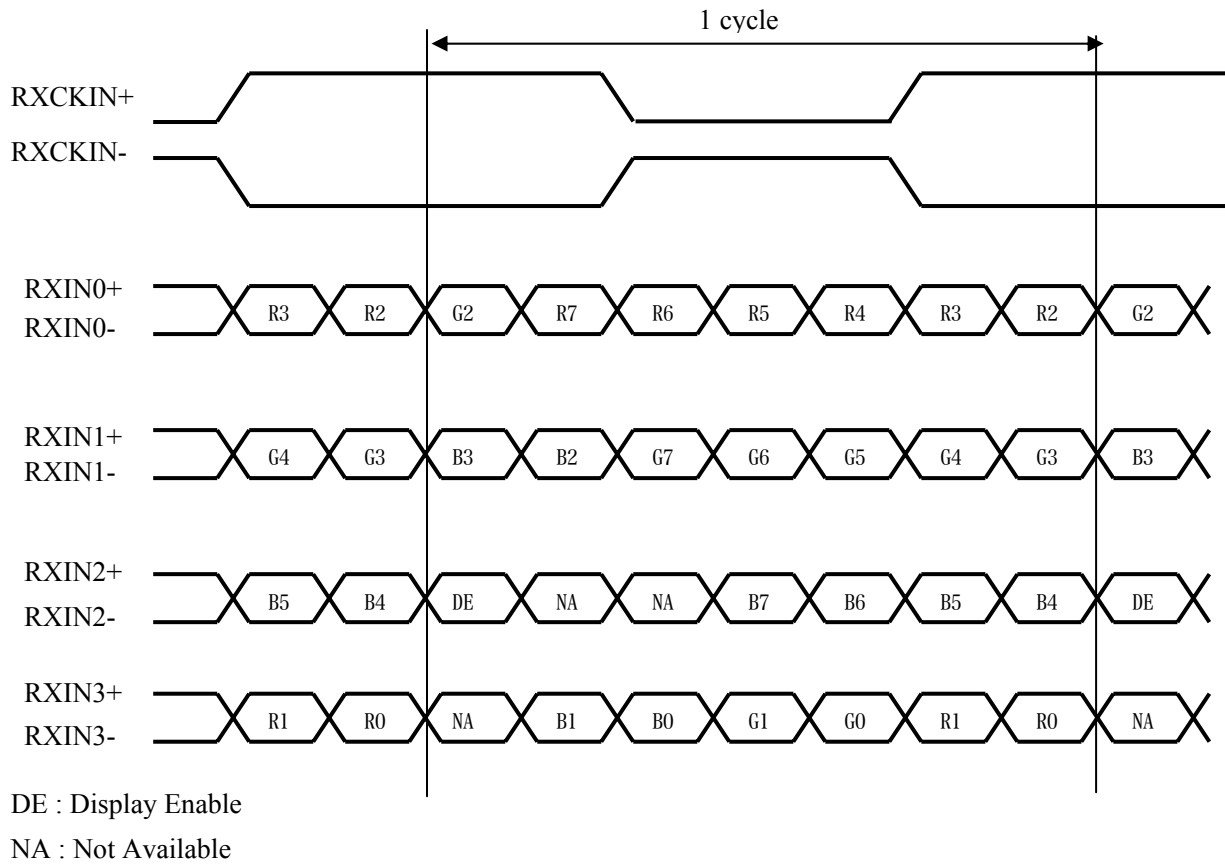 1 cycle
RXCKIN+
RXCKIN-
RXIN0+
R3 R2 G2 R7 R6 R5 R4 R3 R2 G2
RXIN0-
RXIN1+
G4 G3 B3 B2 G7 G6 G5 G4 G3 B3
RXIN1-
RXIN2+
B5 B4 DE NA NA B7 B6 B5 B4 DE
RXIN2-
RXIN3+
R1 R0 NA B1 B0 G1 G0 R1 R0 NA
RXIN3-
DE : Display Enable
NA : Not Available